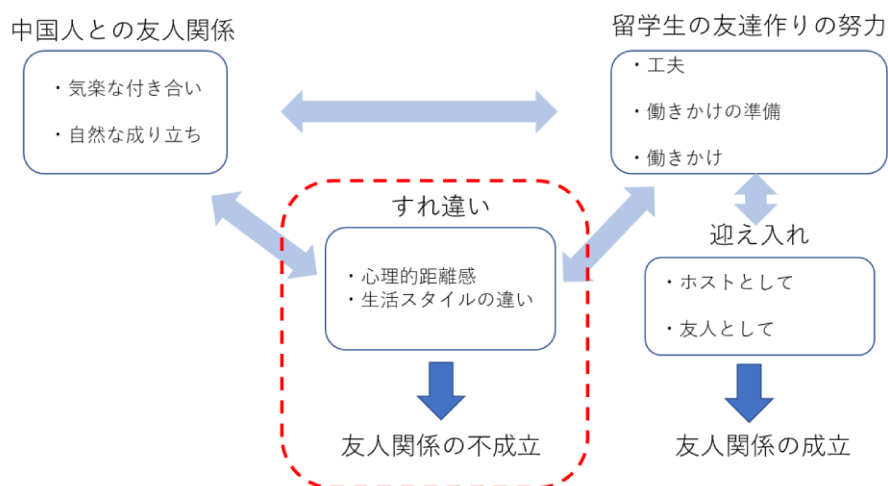 中国人との友人関係
・気楽な付き合い
・自然な成り立ち
留学生の友達作りの努力
・工夫
・働きかけの準備
・働きかけ
すれ違い
・心理的距離感
・生活スタイルの違い
友人関係の不成立
迎え入れ
・ホストとして
・友人として
友人関係の成立